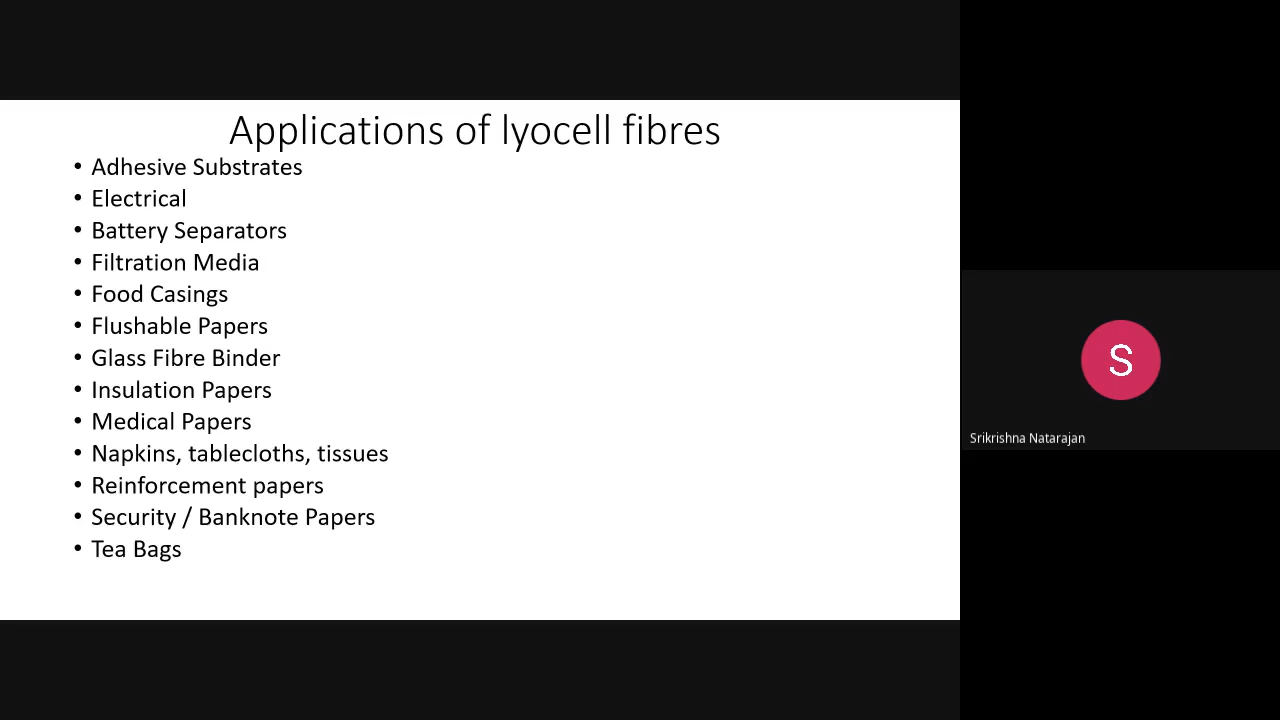 Applications of lyocell fibres
• Adhesive Substrates
• Electrical
• Battery Separators
• Filtration Media
• Food Casings
• Flushable Papers
• Glass Fibre Binder
• Insulation Papers
• Medical Papers
• Napkins, tablecloths, tissues
• Reinforcement papers
• Security / Banknote Papers
• Tea Bags
S
Srikrishna Natarajan